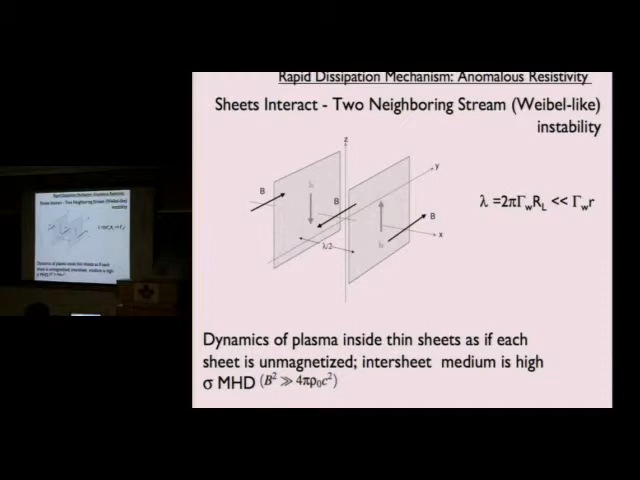 Rapid Dissipation Mechanism: Anomalous Resistivity
Sheets Interact - Two Neighboring Stream (Weibel-like)
instability
z
y
B
B
B
x
λ/2
λ =2πΓwRL << Γwr
Dynamics of plasma inside thin sheets as if each
sheet is unmagnetized; intersheet medium is high
σ MHD (B² ≫ 4πρ₀c²)